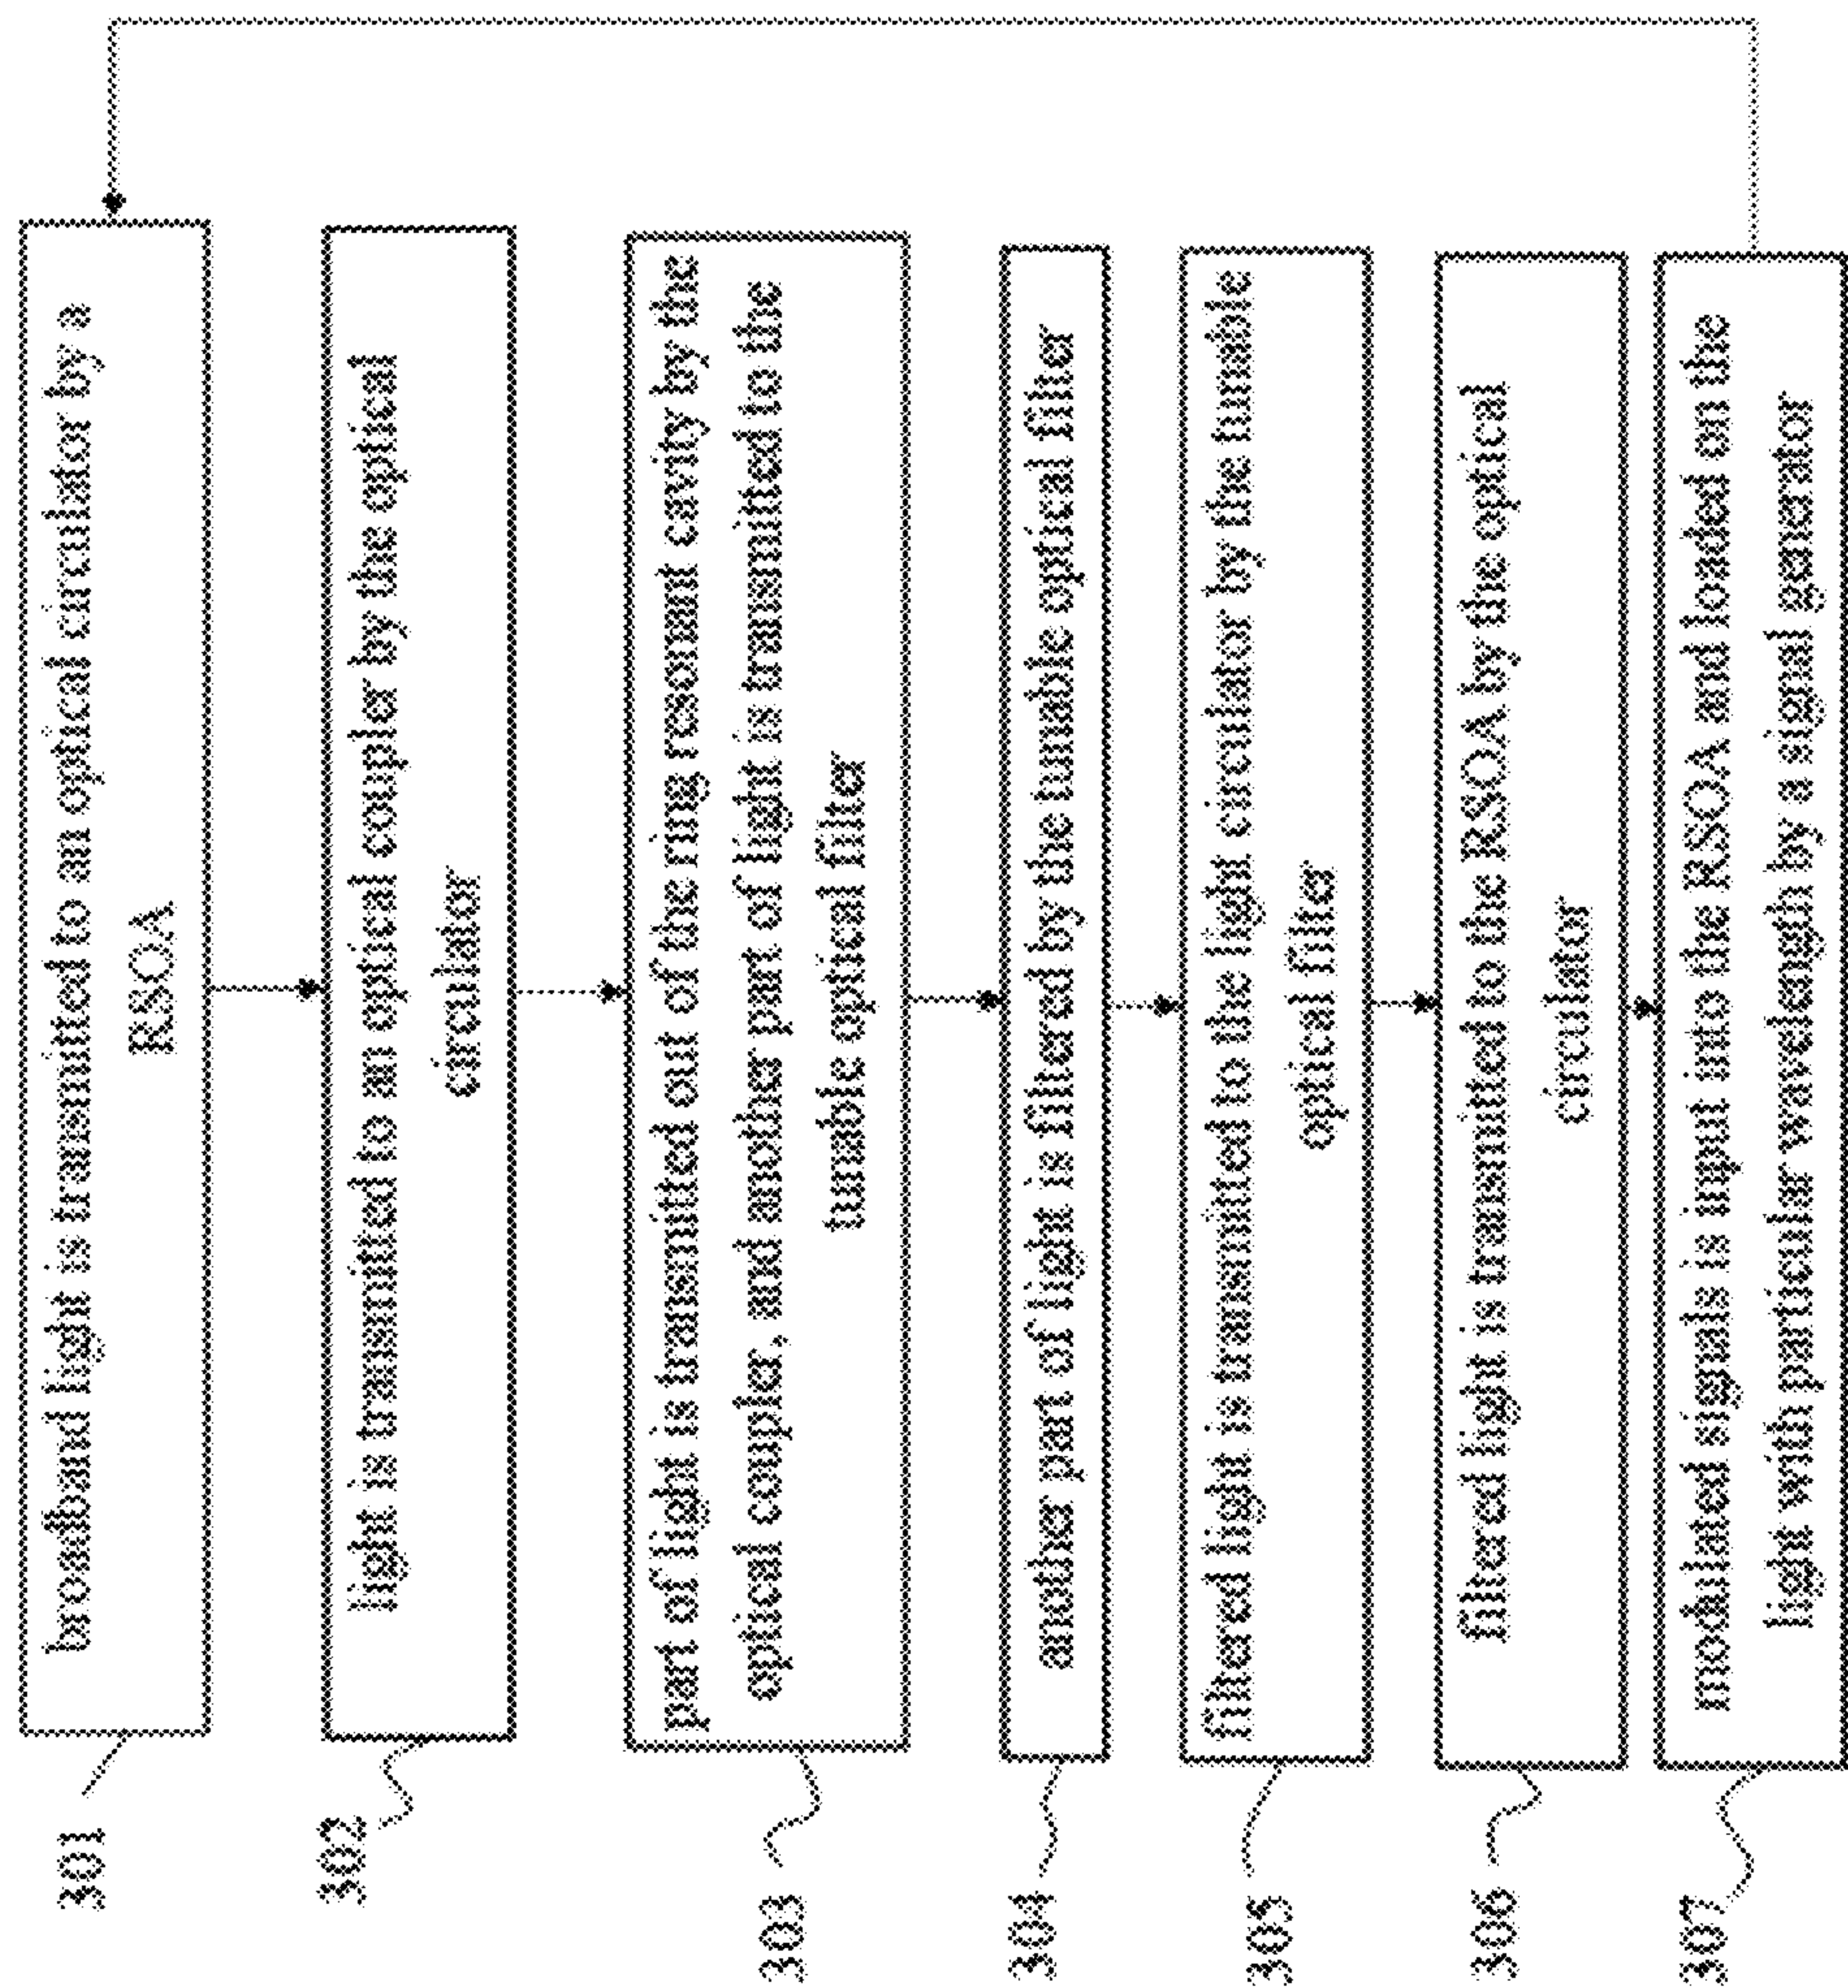 301
broadband light is transmitted to an optical circulator by a
RSOA
302
light is transmitted to an optical coupler by the optical
circulator
303
part of light is transmitted out of the ring resonant cavity by the
optical coupler, and another part of light is transmitted to the
tunable optical filter
304
another part of light is filtered by the tunable optical filter
305
filtered light is transmitted to the light circulator by the tunable
optical filter
306
filtered light is transmitted to the RSOA by the optical
circulator
307
modulated signals is input into the RSOA and loaded on the
light with particular wavelength by a signal generator